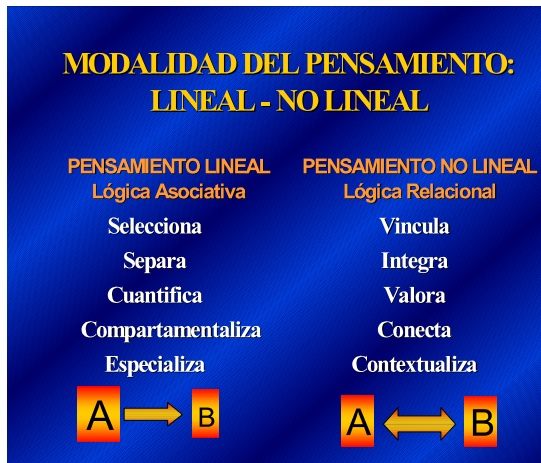 MODALIDAD DEL PENSAMIENTO:
LINEAL - NO LINEAL
PENSAMIENTO LINEAL
Lógica Asociativa
Selecciona
Separa
Cuantifica
Compartamentaliza
Especializa
A
B
PENSAMIENTO NO LINEAL
Lógica Relacional
Vincula
Integra
Valora
Conecta
Contextualiza
A
B